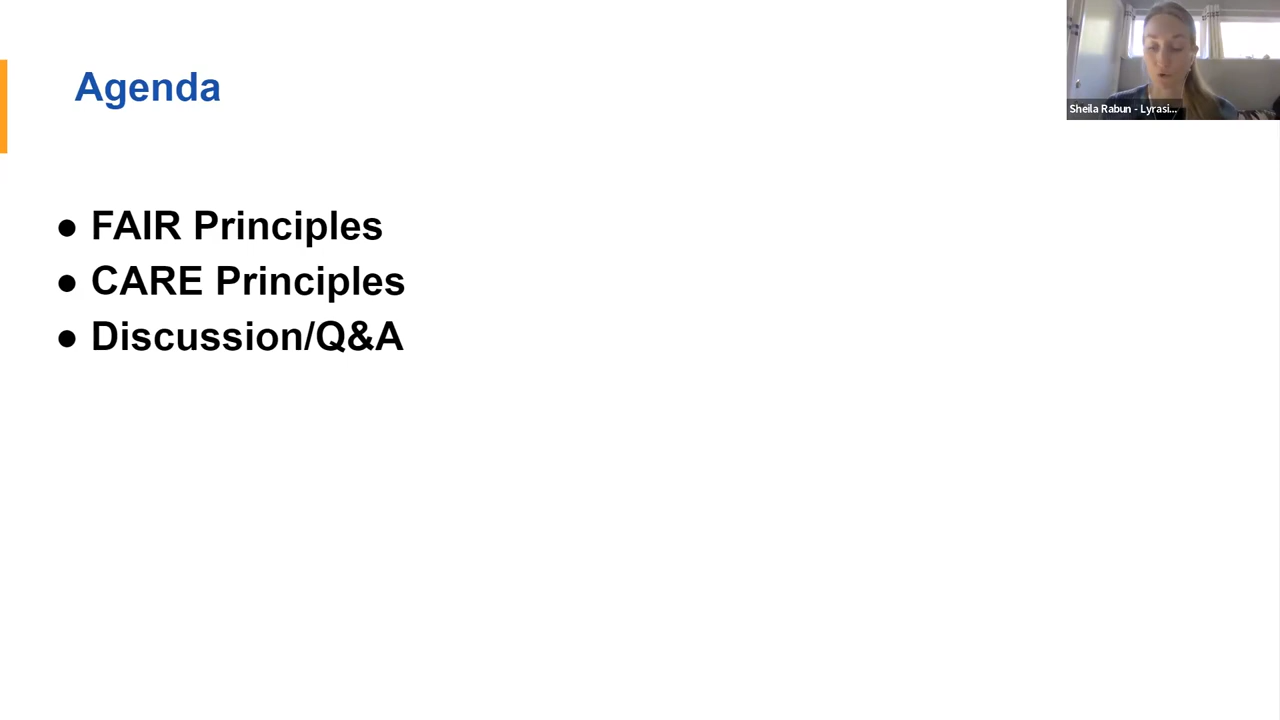 Agenda
Sheila Rabun - Lyrasi...
● FAIR Principles
● CARE Principles
● Discussion/Q&A